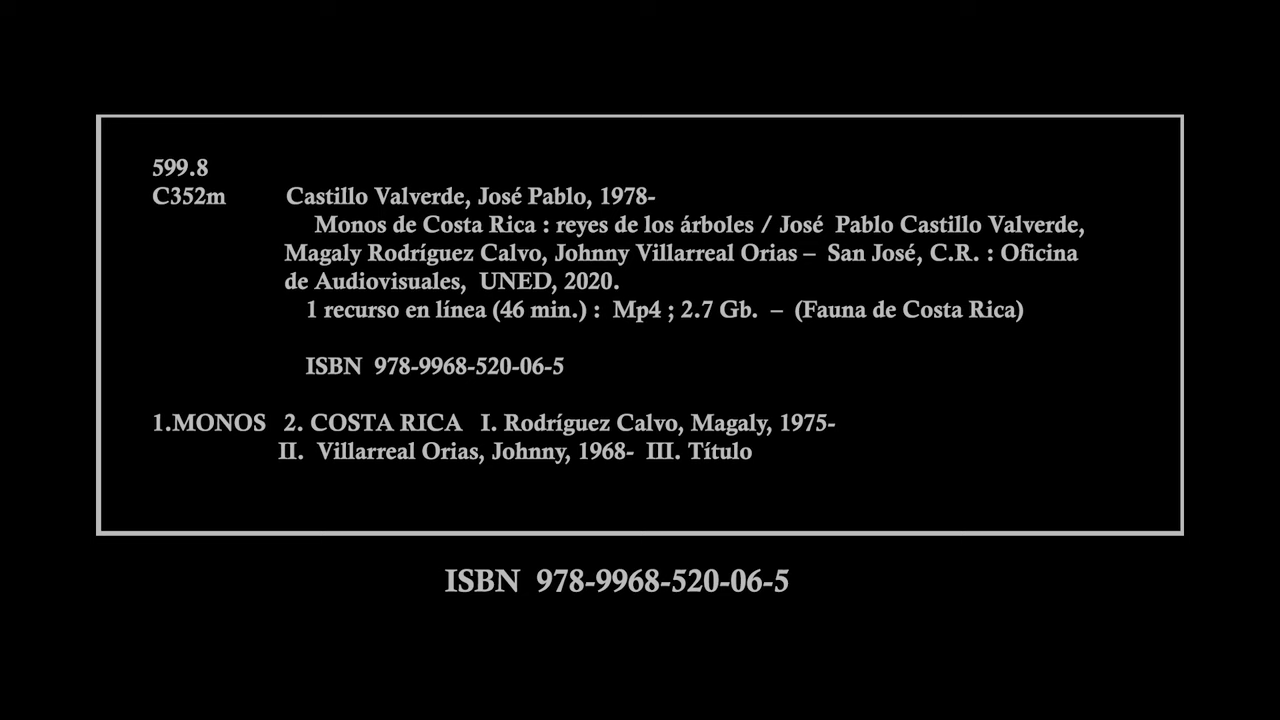 599.8
C352m Castillo Valverde, José Pablo, 1978-
Monos de Costa Rica : reyes de los árboles / José Pablo Castillo Valverde,
Magaly Rodríguez Calvo, Johnny Villarreal Orias – San José, C.R. : Oficina
de Audiovisuales, UNED, 2020.
1 recurso en línea (46 min.) : Mp4 ; 2.7 Gb. – (Fauna de Costa Rica)
ISBN 978-9968-520-06-5
1.MONOS 2. COSTA RICA I. Rodríguez Calvo, Magaly, 1975-
II. Villarreal Orias, Johnny, 1968- III. Título
ISBN 978-9968-520-06-5